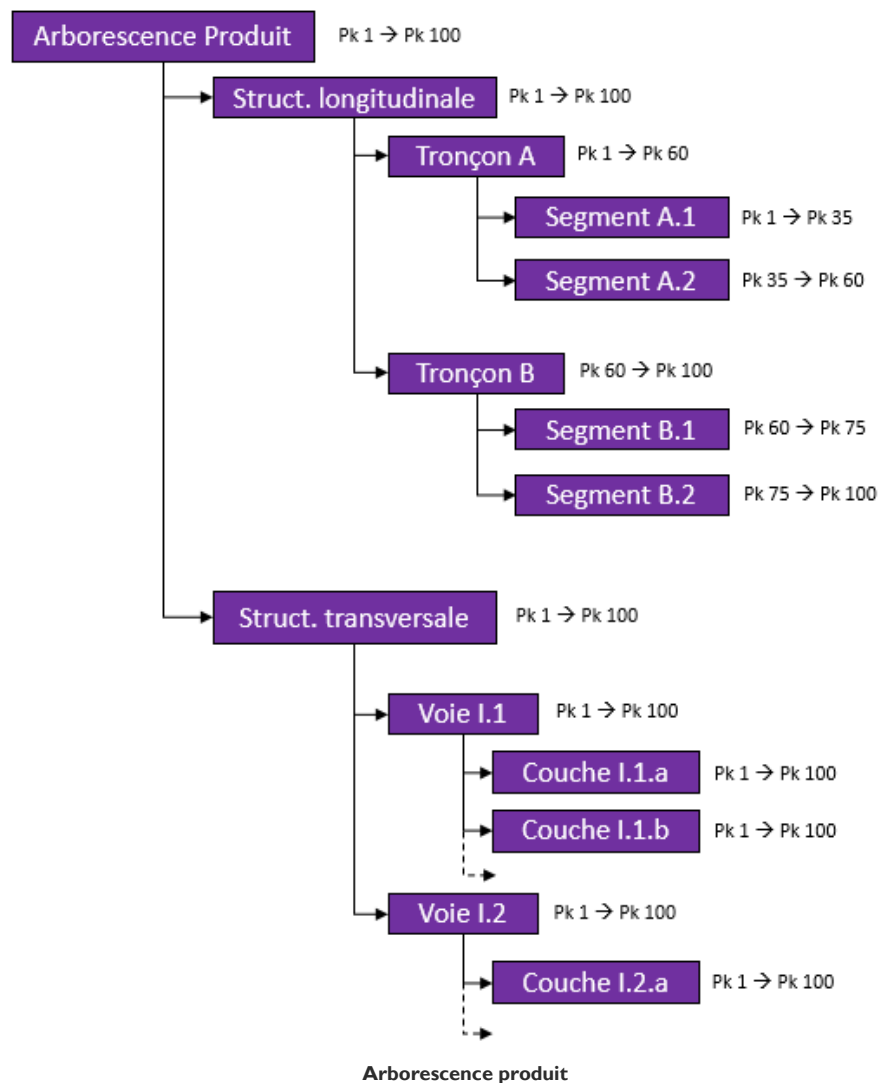 Arborescence Produit Pk 1 → Pk 100
Struct. longitudinale Pk 1 → Pk 100
Tronçon A Pk 1 → Pk 60
Segment A.1 Pk 1 → Pk 35
Segment A.2 Pk 35 → Pk 60
Tronçon B Pk 60 → Pk 100
Segment B.1 Pk 60 → Pk 75
Segment B.2 Pk 75 → Pk 100
Struct. transversale Pk 1 → Pk 100
Voie I.1 Pk 1 → Pk 100
Couche I.1.a Pk 1 → Pk 100
Couche I.1.b Pk 1 → Pk 100
Voie I.2 Pk 1 → Pk 100
Couche I.2.a Pk 1 → Pk 100
Arborescence produit